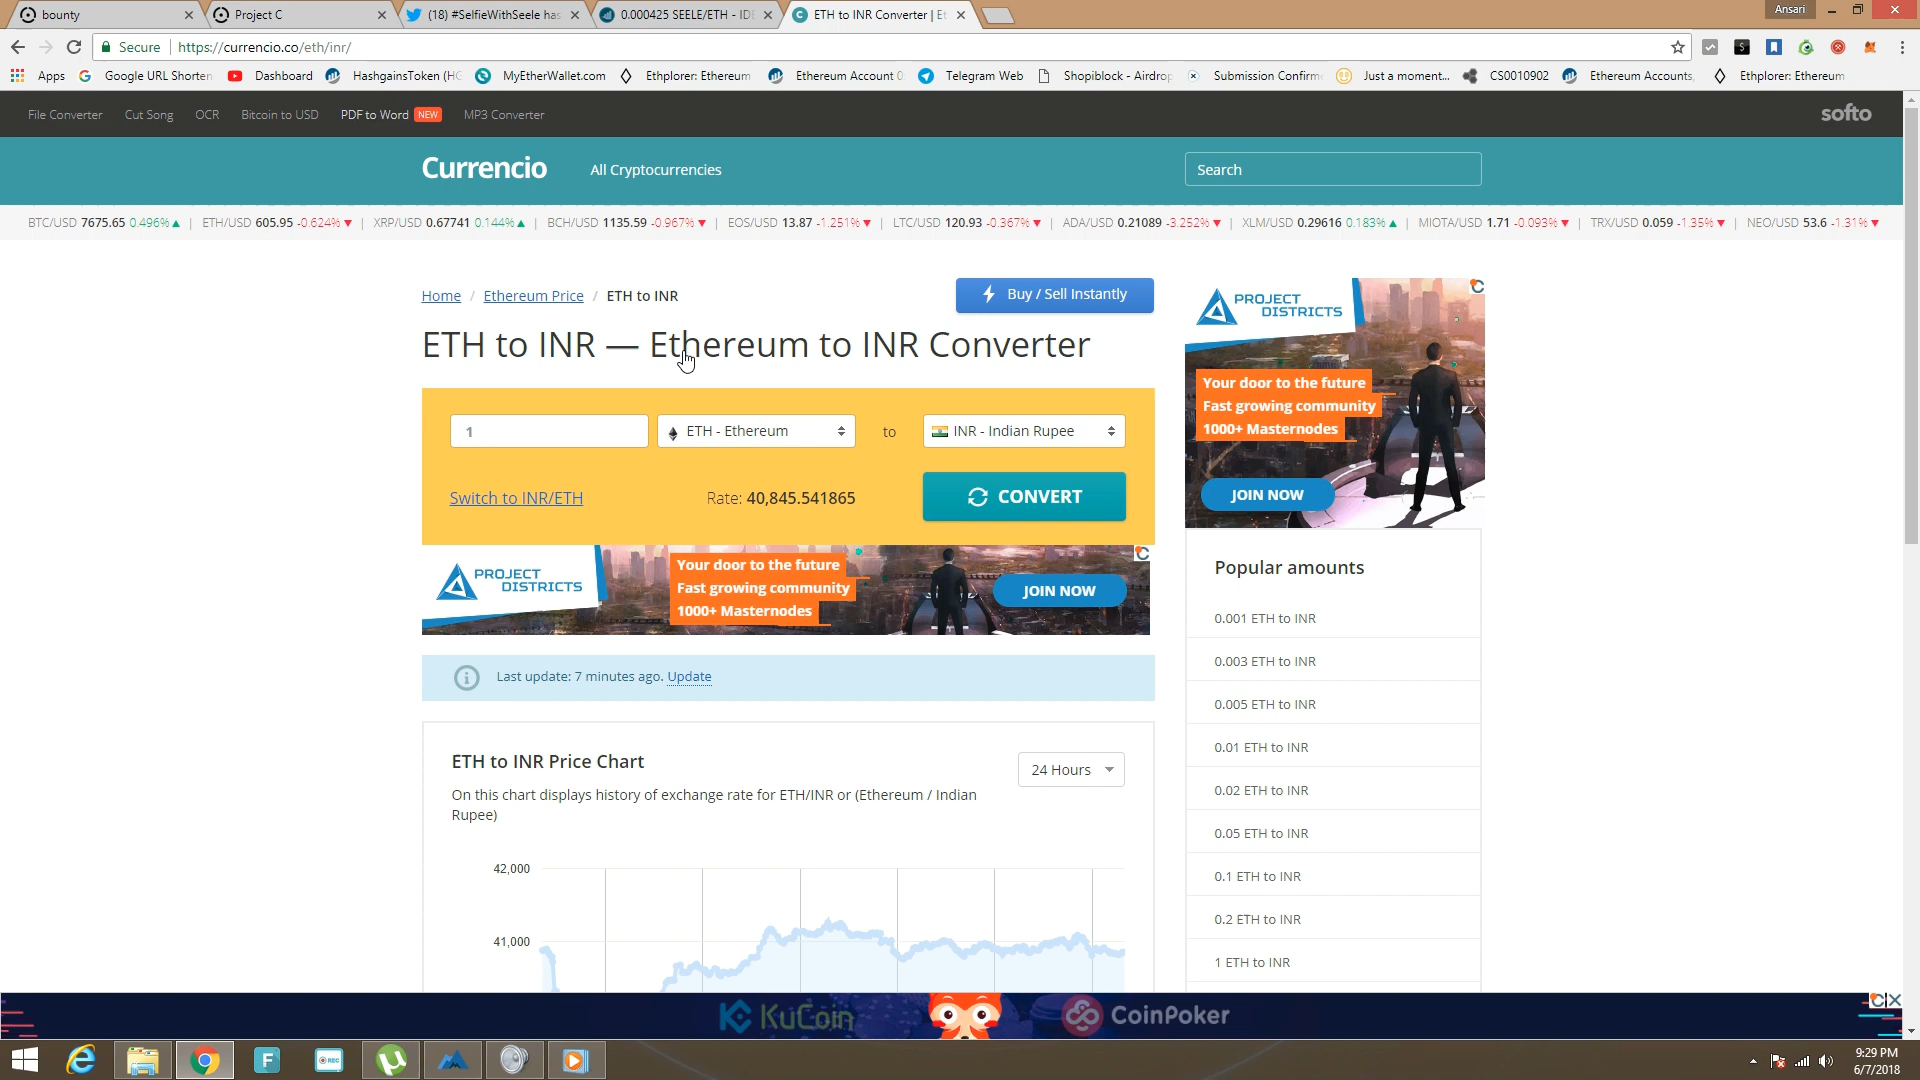 bounty
Project C
(18) #SelfieWithSeele has
0.000425 SEELE/ETH - IDE
ETH to INR Converter | Et
Ansari
Secure
https://currencio.co/eth/inr/
Apps
Google URL Shorten
Dashboard
HashgainsToken (HG
MyEtherWallet.com
Ethplorer: Ethereum
Ethereum Account 0
Telegram Web
Shopiblock - Airdrop
Submission Confirm
Just a moment...
CS0010902
Ethereum Accounts,
Ethplorer: Ethereum
File Converter
Cut Song
OCR
Bitcoin to USD
PDF to Word NEW
MP3 Converter
softo
Currencio
All Cryptocurrencies
Search
BTC/USD 7675.65 0.496%▲ | ETH/USD 605.95 -0.624%▼ | XRP/USD 0.67741 0.144%▲ | BCH/USD 1135.59 -0.967%▼ | EOS/USD 13.87 -1.251%▼ | LTC/USD 120.93 -0.367%▼ | ADA/USD 0.21089 -3.252%▼ | XLM/USD 0.29616 0.183%▲ | MIOTA/USD 1.71 -0.093%▼ | TRX/USD 0.059 -1.35%▼ | NEO/USD 53.6 -1.31%▼
Home / Ethereum Price / ETH to INR
Buy / Sell Instantly
ETH to INR — Ethereum to INR Converter
1
ETH - Ethereum
to
INR - Indian Rupee
Switch to INR/ETH
Rate: 40,845.541865
CONVERT
PROJECT
DISTRICTS
Your door to the future
Fast growing community
1000+ Masternodes
JOIN NOW
PROJECT
DISTRICTS
Your door to the future
Fast growing community
1000+ Masternodes
JOIN NOW
Last update: 7 minutes ago. Update
ETH to INR Price Chart
24 Hours
On this chart displays history of exchange rate for ETH/INR or (Ethereum / Indian
Rupee)
42,000
41,000
Popular amounts
0.001 ETH to INR
0.003 ETH to INR
0.005 ETH to INR
0.01 ETH to INR
0.02 ETH to INR
0.05 ETH to INR
0.1 ETH to INR
0.2 ETH to INR
1 ETH to INR
KUCOIN
CoinPoker
REC
9:29 PM
6/7/2018